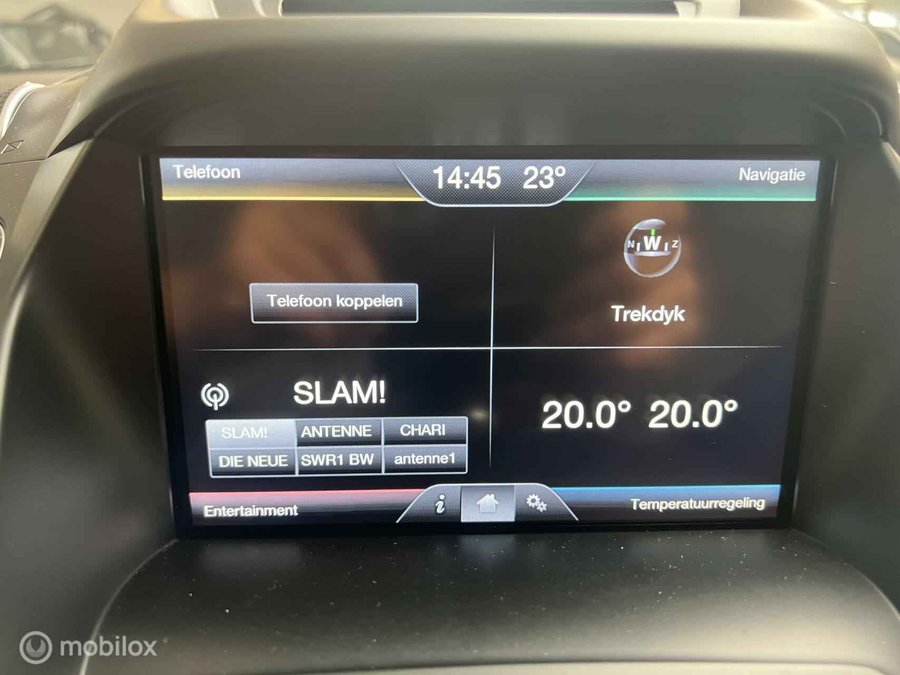 Telefoon
14:45 23°
Navigatie
N W Z
Telefoon koppelen
Trekdyk
SLAM!
SLAM! ANTENNE CHARI
DIE NEUE SWR1 BW antenne1
20.0° 20.0°
Entertainment
i
Temperatuurregeling
mobilox